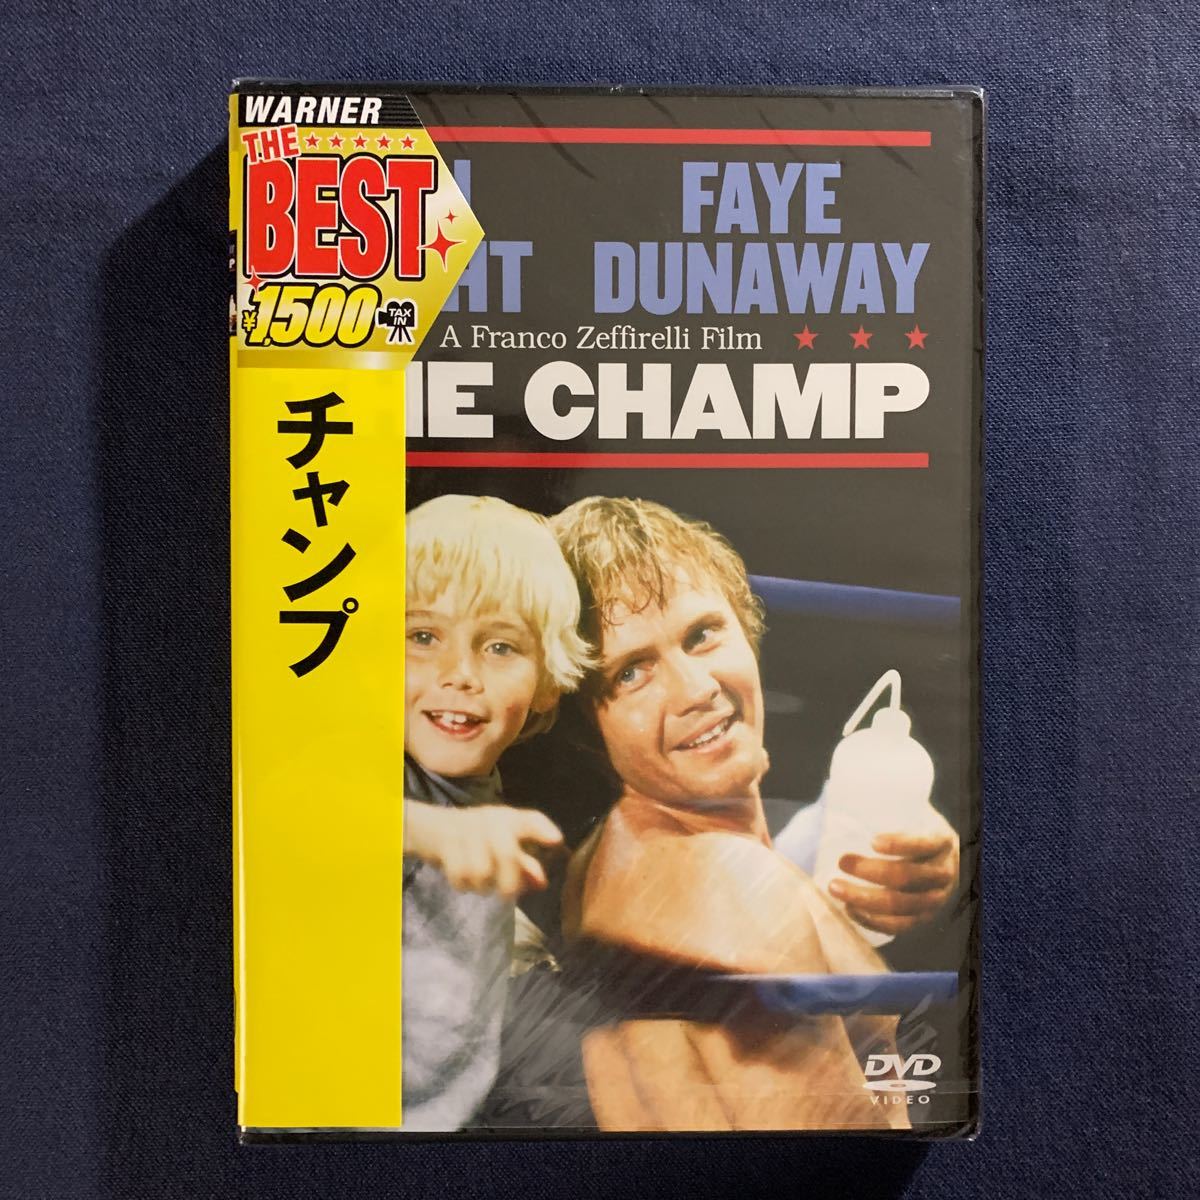 WARNER
THE
BEST
¥1,500
TAX
IN
チャンプ
FAYE
DUNAWAY
A Franco Zeffirelli Film
CHAMP
DVD
VIDEO